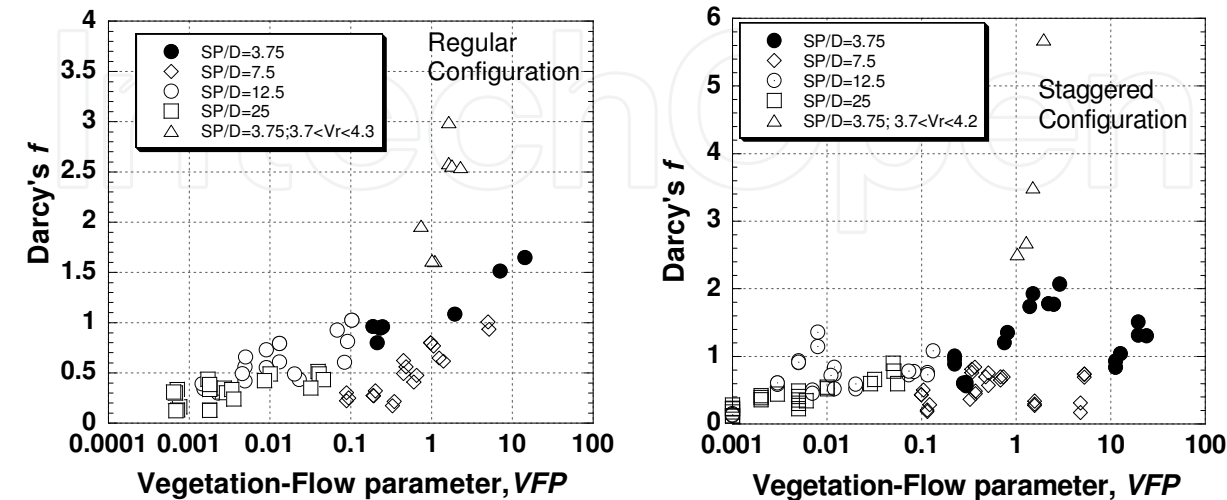 4
3.5
3
2.5
2
1.5
1
0.5
0
0.0001 0.001 0.01 0.1 1 10 100
Darcy's f
Vegetation-Flow parameter, VFP
SP/D=3.75
SP/D=7.5
SP/D=12.5
SP/D=25
SP/D=3.75;3.7<Vr<4.3
Regular
Configuration
6
5
4
3
2
1
0
0.001 0.01 0.1 1 10 100
Darcy's f
Vegetation-Flow parameter, VFP
SP/D=3.75
SP/D=7.5
SP/D=12.5
SP/D=25
SP/D=3.75; 3.7<Vr<4.2
Staggered
Configuration
IntechOpen